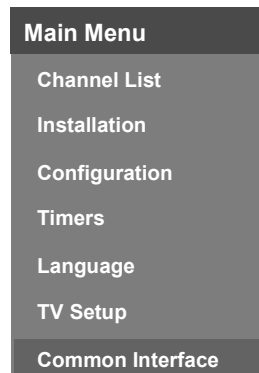 Main Menu
Channel List
Installation
Configuration
Timers
Language
TV Setup
Common Interface